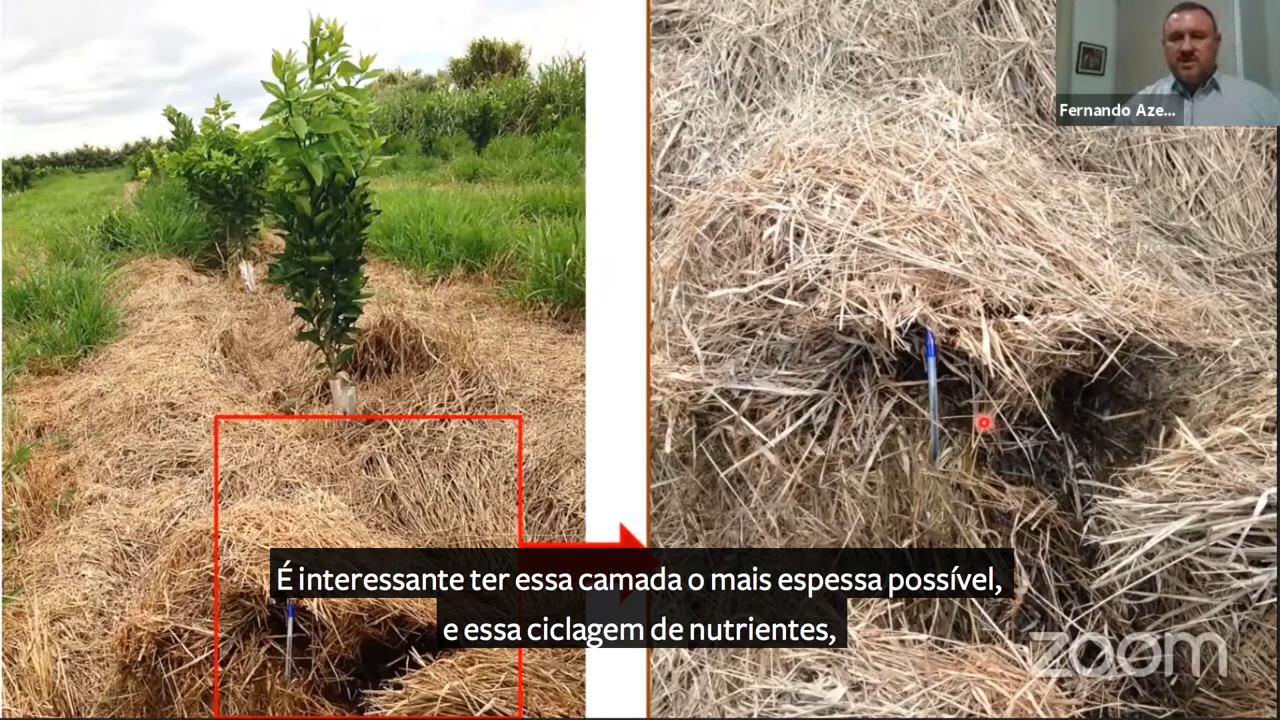 Fernando Aze...
É interessante ter essa camada o mais espessa possível,
e essa ciclagem de nutrientes,
zoom